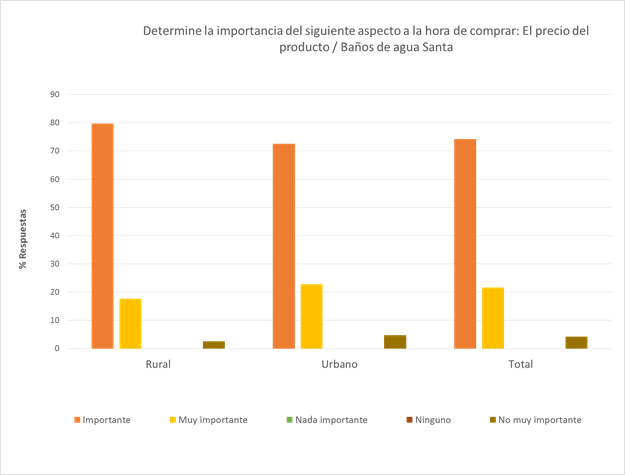 Determine la importancia del siguiente aspecto a la hora de comprar: El precio del
producto / Baños de agua Santa
90
80
70
60
50
40
30
20
10
0
% Respuestas
Rural Urbano Total
Importante Muy importante Nada importante Ninguno No muy importante